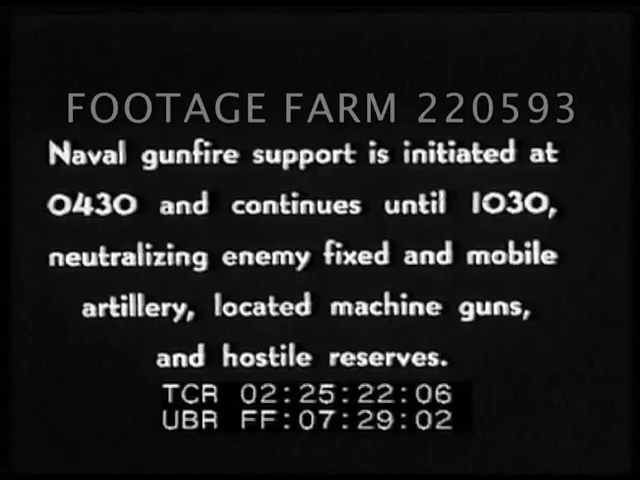 FOOTAGE FARM 220593
Naval gunfire support is initiated at
0430 and continues until 1030,
neutralizing enemy fixed and mobile
artillery, located machine guns,
and hostile reserves.
TCR 02:25:22:06
UBR FF:07:29:02